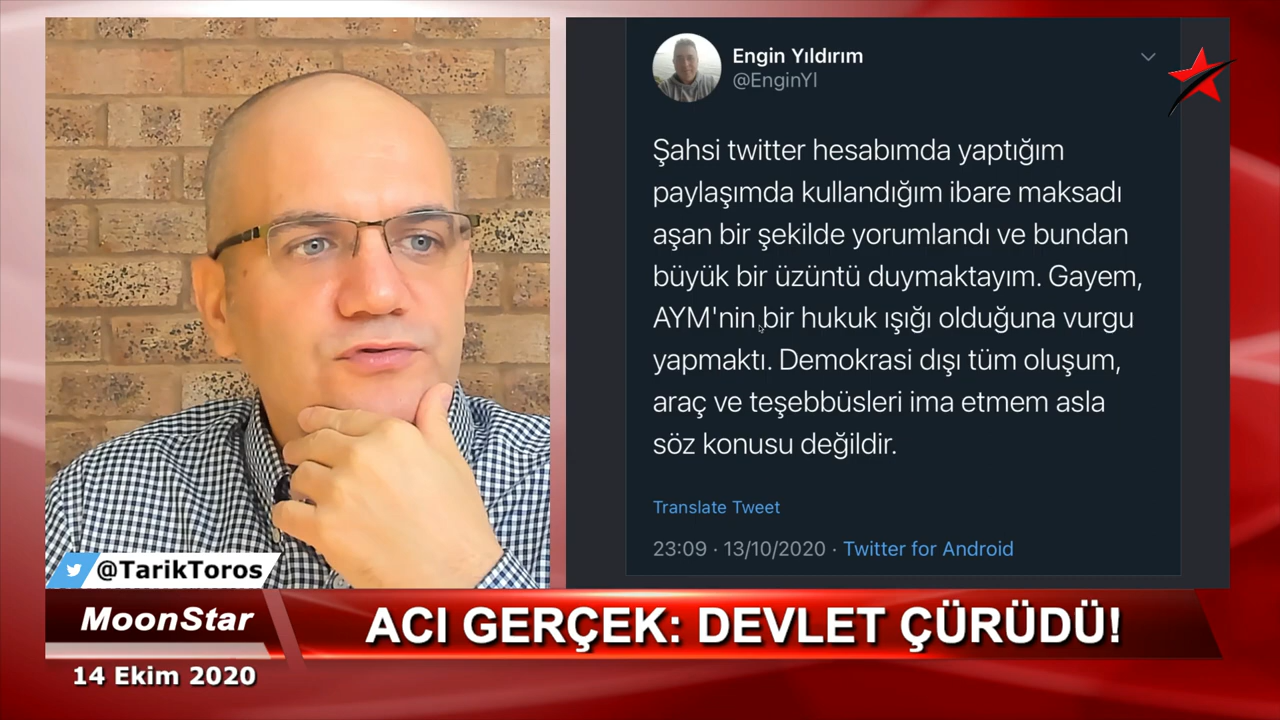 Engin Yıldırım
@EnginYl
Şahsi twitter hesabımda yaptığım
paylaşımda kullandığım ibare maksadı
aşan bir şekilde yorumlandı ve bundan
büyük bir üzüntü duymaktayım. Gayem,
AYM'nin bir hukuk ışığı olduğuna vurgu
yapmaktı. Demokrasi dışı tüm oluşum,
araç ve teşebbüsleri ima etmem asla
söz konusu değildir.
Translate Tweet
23:09 · 13/10/2020 · Twitter for Android
@TarikToros
MoonStar
ACI GERÇEK: DEVLET ÇÜRÜDÜ!
14 Ekim 2020